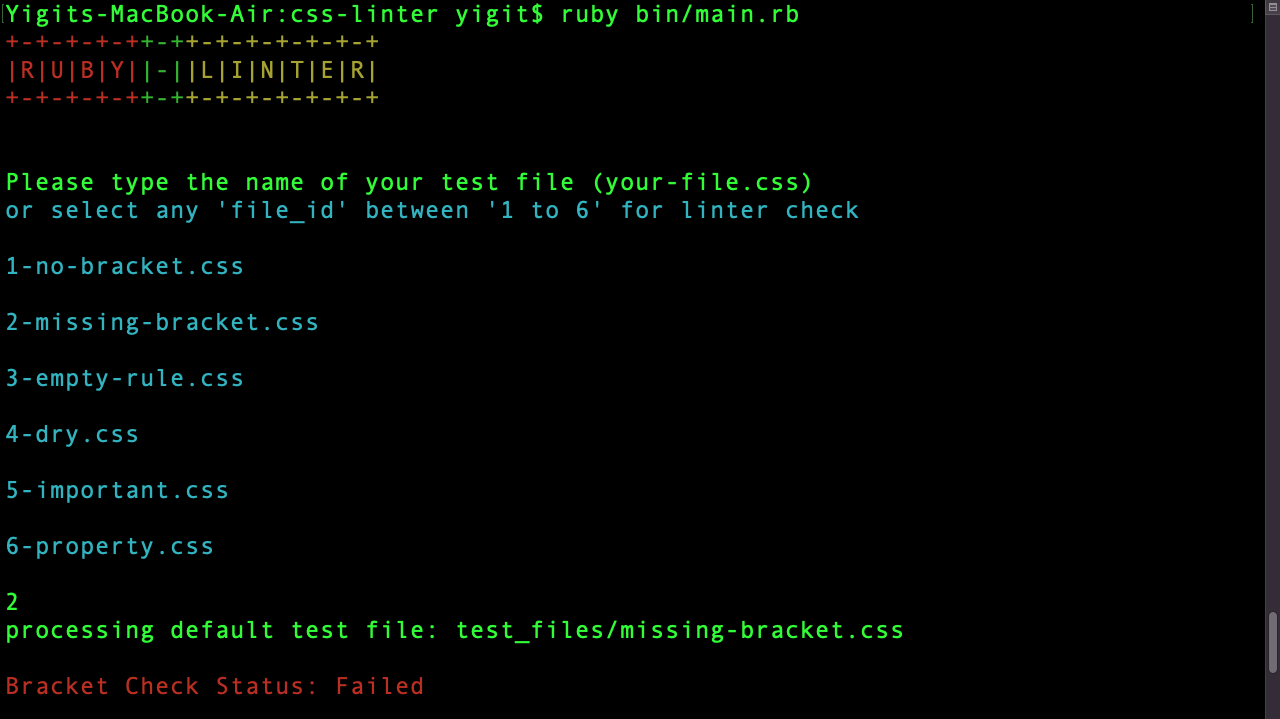 Yigits-MacBook-Air:css-linter yigit$ ruby bin/main.rb
+-+-+-+-++-++-+-+-+-+-+-+
|R|U|B|Y||-||L|I|N|T|E|R|
+-+-+-+-++-++-+-+-+-+-+-+
Please type the name of your test file (your-file.css)
or select any 'file_id' between '1 to 6' for linter check
1-no-bracket.css
2-missing-bracket.css
3-empty-rule.css
4-dry.css
5-important.css
6-property.css
2
processing default test file: test_files/missing-bracket.css
Bracket Check Status: Failed